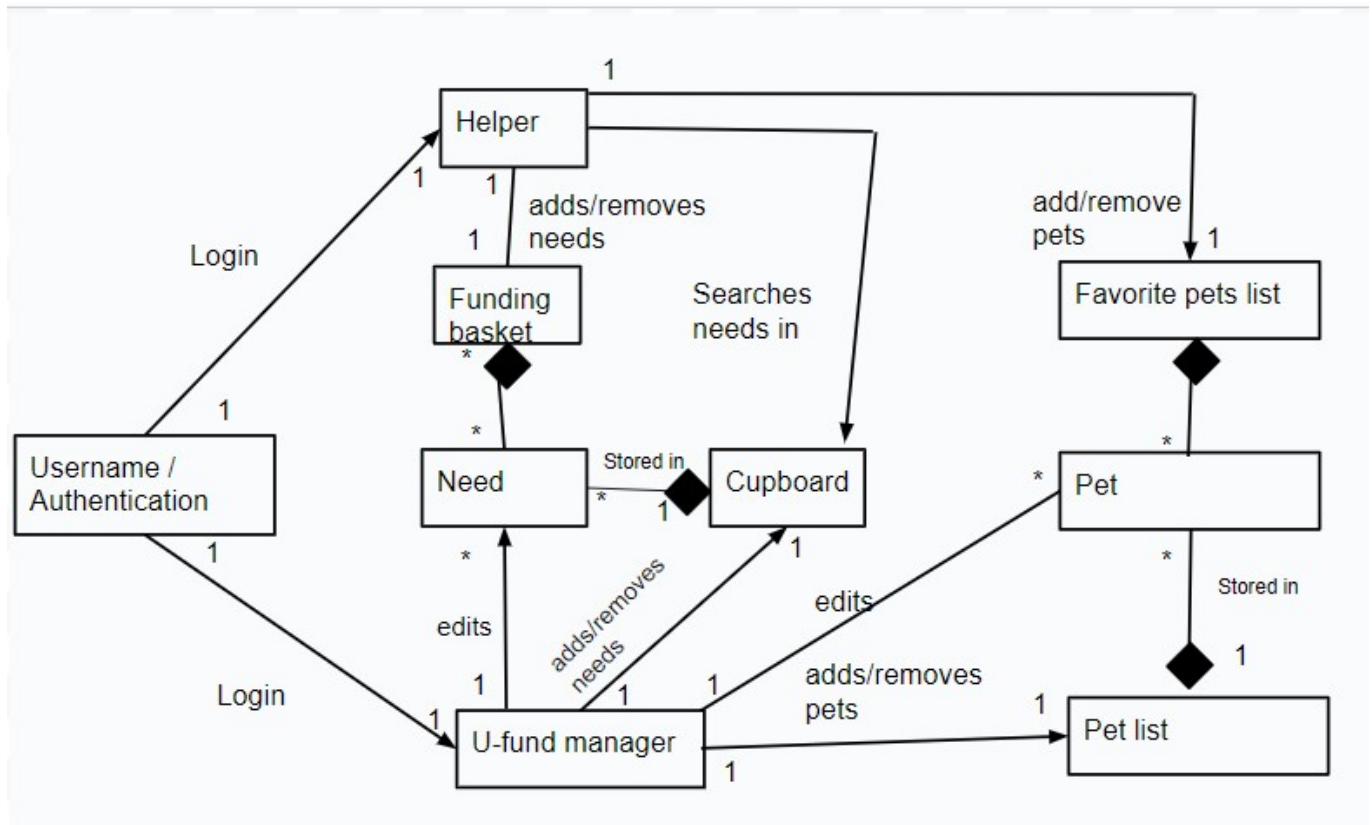 1
Helper
1
1
adds/removes
needs
add/remove
pets
1
Login
1
Funding
basket
*
Searches
needs in
Favorite pets list
1
*
Stored in
*
*
Username /
Authentication
Need
*
1
Cupboard
Pet
1
*
1
*
Stored in
edits
adds/removes
needs
edits
1
Login
1
1
1
1
adds/removes
pets
1
U-fund manager
1
Pet list